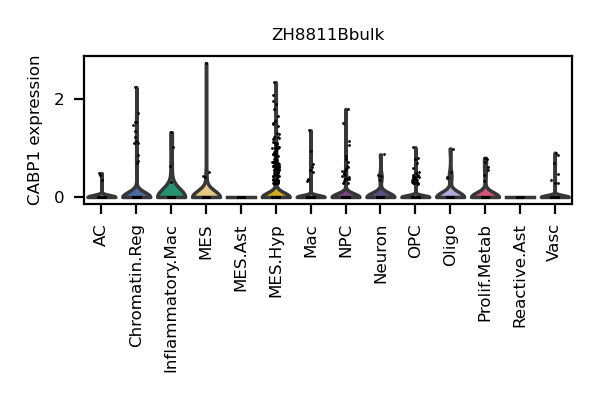 ZH8811Bbulk
CABP1 expression
2
0
AC
Chromatin.Reg
Inflammatory.Mac
MES
MES.Ast
MES.Hyp
Mac
NPC
Neuron
OPC
Oligo
Prolif.Metab
Reactive.Ast
Vasc